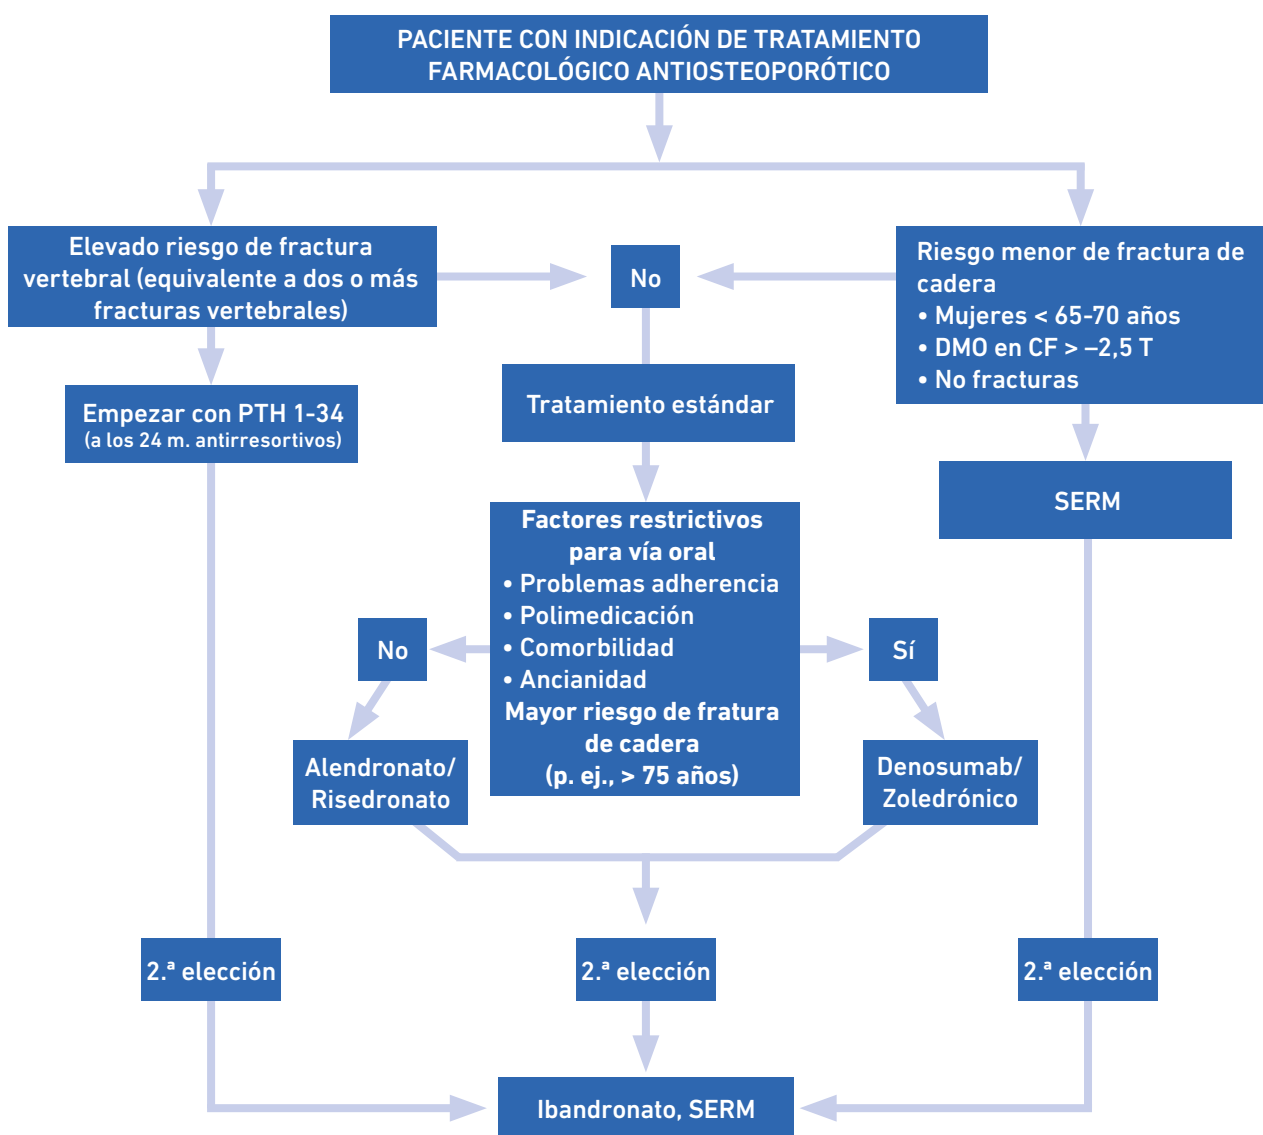 PACIENTE CON INDICACIÓN DE TRATAMIENTO
FARMACOLÓGICO ANTIOSTEOPORÓTICO
Elevado riesgo de fractura
vertebral (equivalente a dos o más
fracturas vertebrales)
No
Riesgo menor de fractura de
cadera
• Mujeres < 65-70 años
• DMO en CF > –2,5 T
• No fracturas
Empezar con PTH 1-34
(a los 24 m. antirresortivos)
Tratamiento estándar
SERM
Factores restrictivos
para vía oral
• Problemas adherencia
• Polimedicación
• Comorbilidad
• Ancianidad
Mayor riesgo de fratura
de cadera
(p. ej., > 75 años)
No
Sí
Alendronato/
Risedronato
Denosumab/
Zoledrónico
2.ª elección
2.ª elección
2.ª elección
Ibandronato, SERM